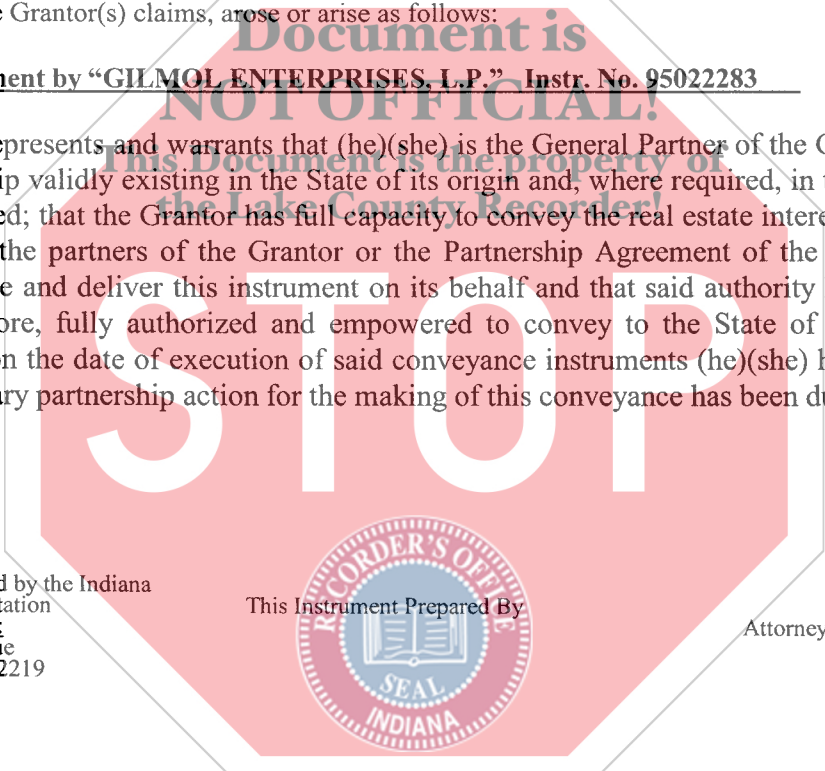 e Grantor(s) claims, arose or arise as follows:
Document is
nent by “GILMOL ENTERPRISES, L.P.” Instr. No. 95022283
NOT OFFICIAL!
epresents and warrants that (he)(she) is the General Partner of the G
This Document is the property of
ip validly existing in the State of its origin and, where required, in t
the Lake County Recorder!
ed; that the Grantor has full capacity to convey the real estate intere
the partners of the Grantor or the Partnership Agreement of the
e and deliver this instrument on its behalf and that said authority
ore, fully authorized and empowered to convey to the State of
on the date of execution of said conveyance instruments (he)(she) h
ary partnership action for the making of this conveyance has been du
STOP
d by the Indiana
tation
This Instrument Prepared By
Attorney
ue
2219
RECORDER'S OFFICE
SEAL
INDIANA